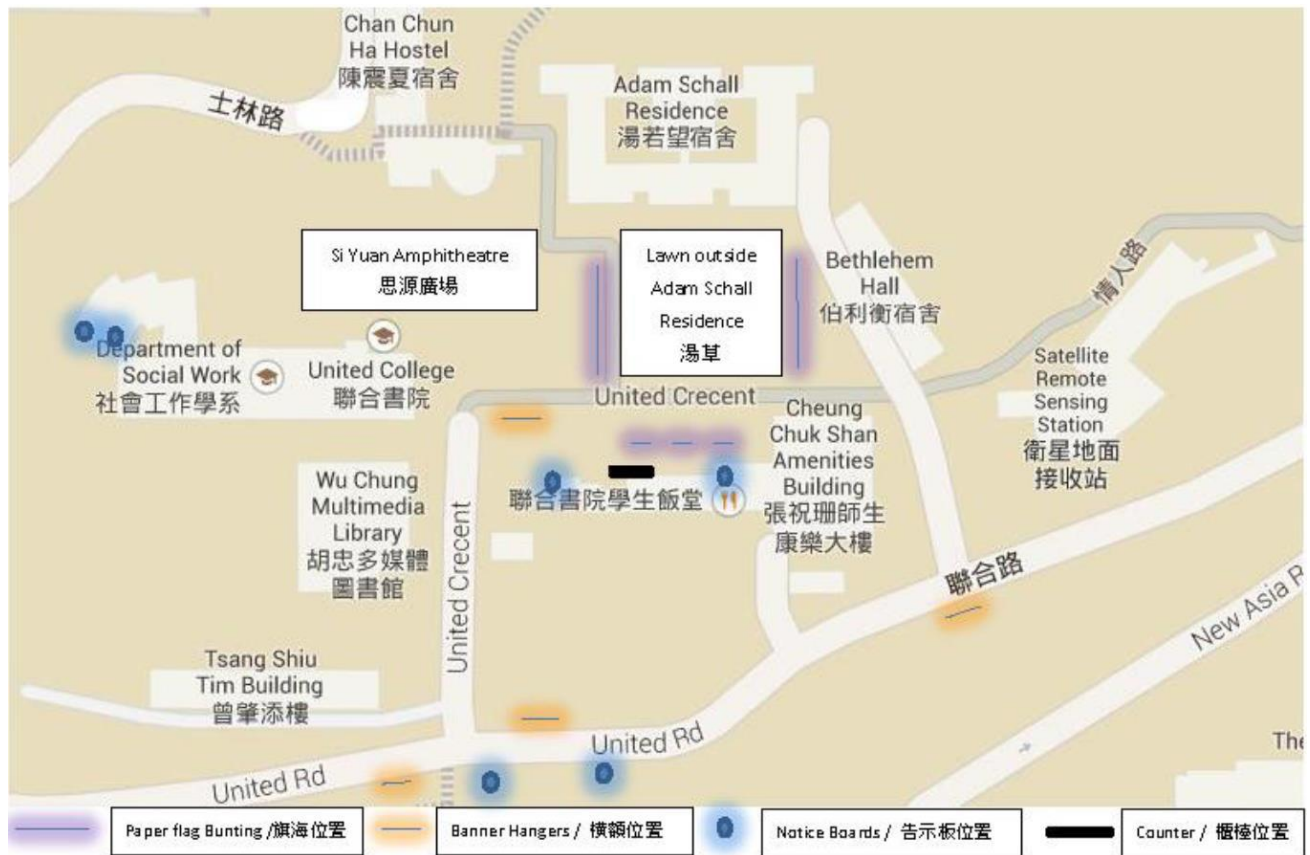 Chan Chun
Ha Hostel
陳震夏宿舍
士林路
Adam Schall
Residence
湯若望宿舍
Si Yuan Amphitheatre
思源廣場
Lawn outside
Adam Schall
Residence
湯草
Bethlehem
Hall
伯利衡宿舍
情人路
Department of
Social Work
社會工作學系
United College
聯合書院
United Crecent
Satellite
Remote
Sensing
Station
衛星地面
接收站
Cheung
Chuk Shan
Amenities
Building
張祝珊師生
康樂大樓
聯合書院學生飯堂
Wu Chung
Multimedia
Library
胡忠多媒體
圖書館
United Crecent
聯合路
New Asia R
Tsang Shiu
Tim Building
曾肇添樓
United Rd
The
United Rd
Paper flag Bunting /旗海位置
Banner Hangers / 橫額位置
Notice Boards / 告示板位置
Counter / 櫃檯位置